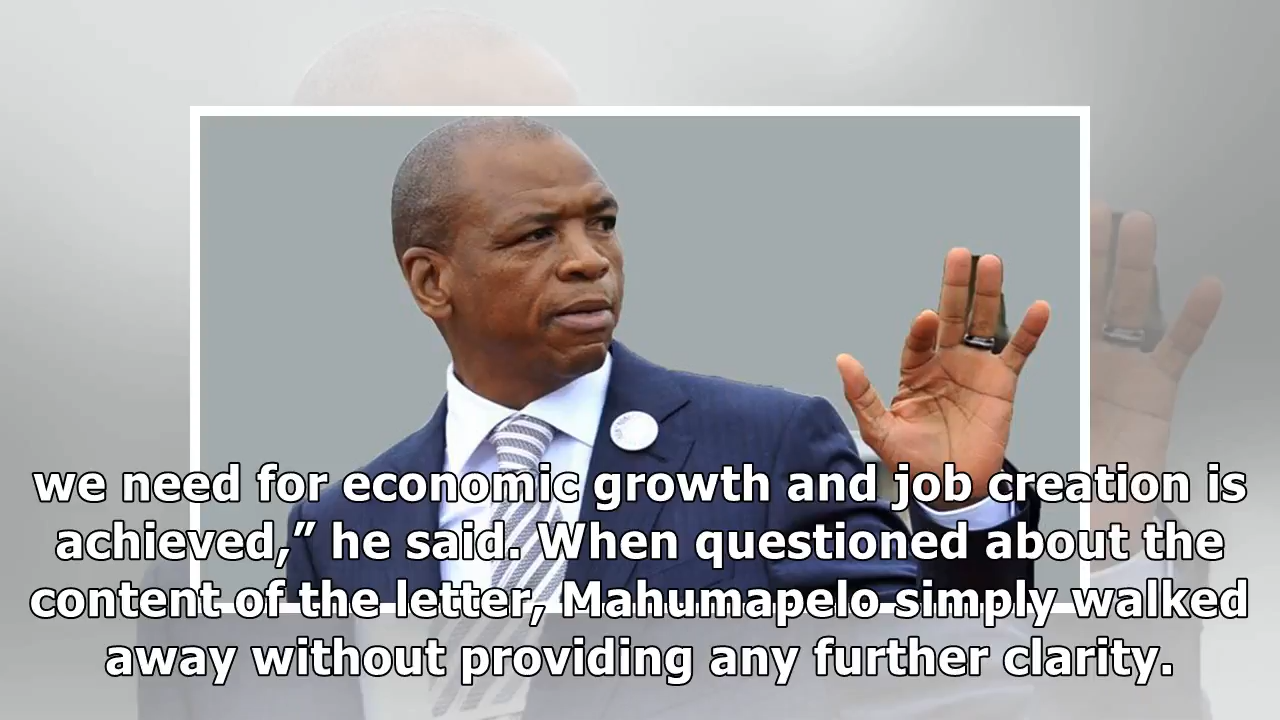 we need for economic growth and job creation is
achieved,” he said. When questioned about the
content of the letter, Mahumapelo simply walked
away without providing any further clarity.